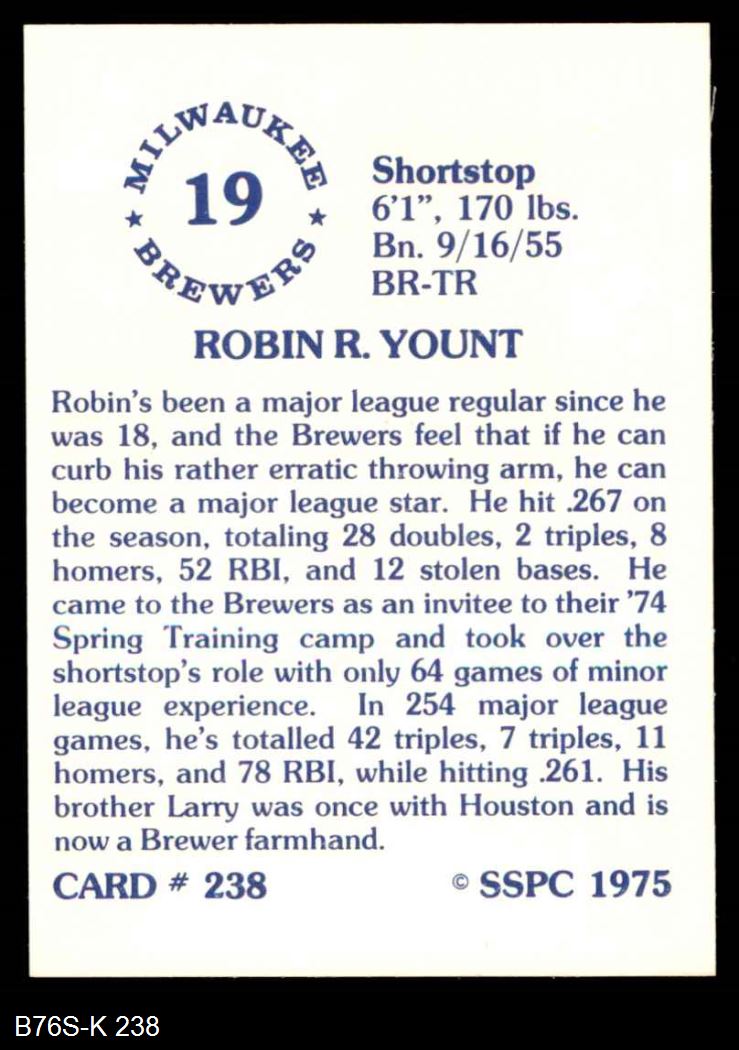 MILWAUKEE
19
★ ★
BREWERS
Shortstop
6'1”, 170 lbs.
Bn. 9/16/55
BR-TR
ROBIN R. YOUNT
Robin's been a major league regular since he
was 18, and the Brewers feel that if he can
curb his rather erratic throwing arm, he can
become a major league star. He hit .267 on
the season, totaling 28 doubles, 2 triples, 8
homers, 52 RBI, and 12 stolen bases. He
came to the Brewers as an invitee to their ’74
Spring Training camp and took over the
shortstop's role with only 64 games of minor
league experience. In 254 major league
games, he's totalled 42 triples, 7 triples, 11
homers, and 78 RBI, while hitting .261. His
brother Larry was once with Houston and is
now a Brewer farmhand.
CARD # 238
© SSPC 1975
B76S-K 238